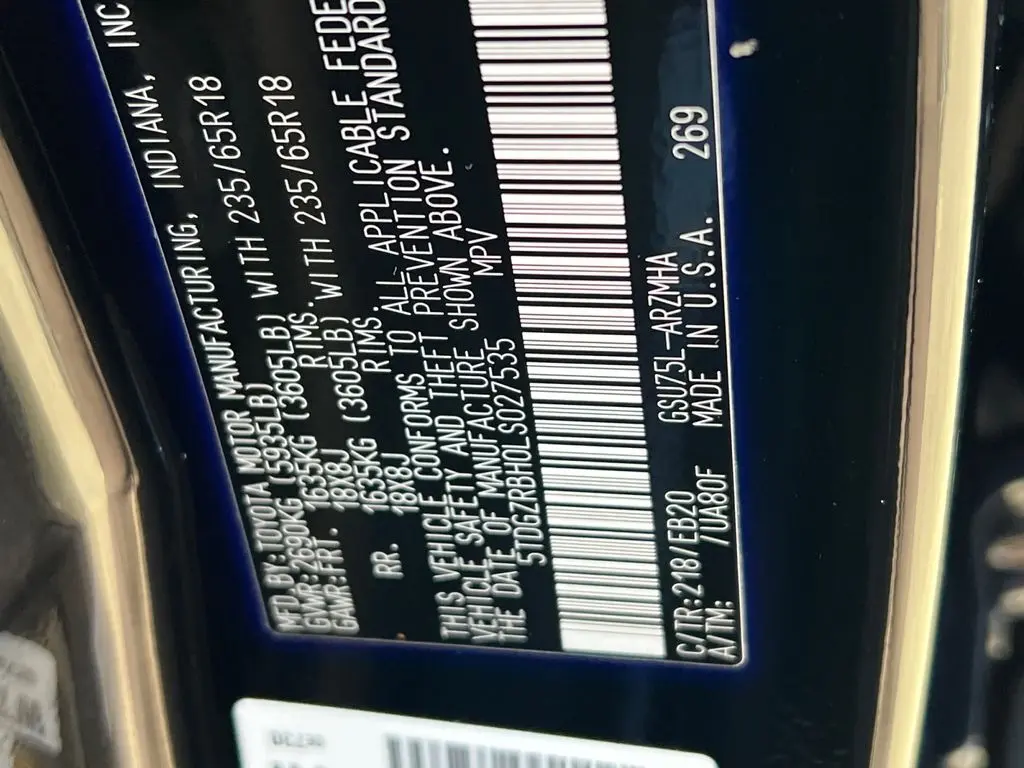 MFD.BY:TOYOTA MOTOR MANUFACTURING, INDIANA, INC
GVWR:2690KG (5935LB)
GAWR:FRT. 1635KG (3605LB) WITH 235/65R18
18X8J RIMS.
RR. 1635KG (3605LB) WITH 235/65R18
18X8J RIMS.
THIS VEHICLE CONFORMS TO ALL APPLICABLE FEDE
VEHICLE SAFETY AND THEFT PREVENTION STANDARD
THE DATE OF MANUFACTURE SHOWN ABOVE.
5TDGZRBH0LS027535 MPV
C/TR:218/EB20 GSU75L-ARZMHA
A/TM: /UA80F MADE IN U.S.A. 269